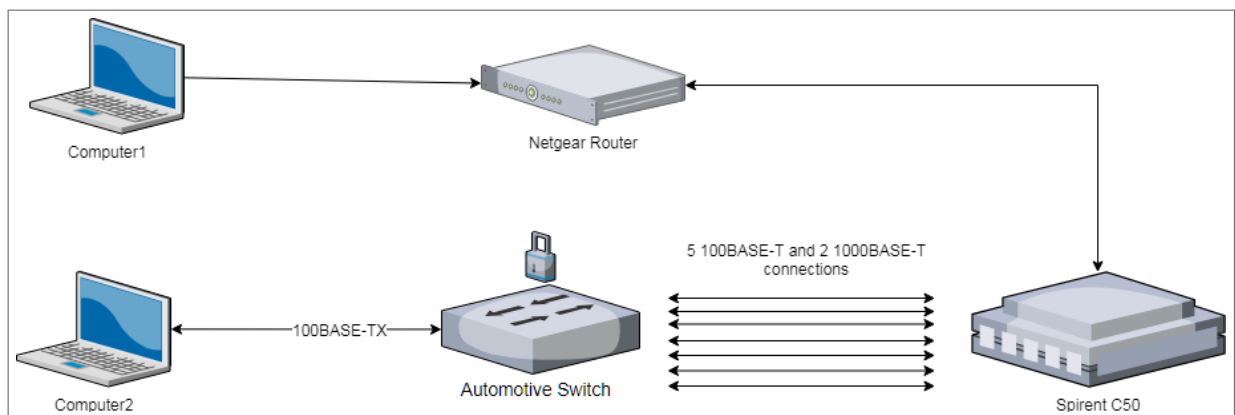 Computer1
Netgear Router
5 100BASE-T and 2 1000BASE-T
connections
100BASE-TX
Automotive Switch
Computer2
Spirent C50